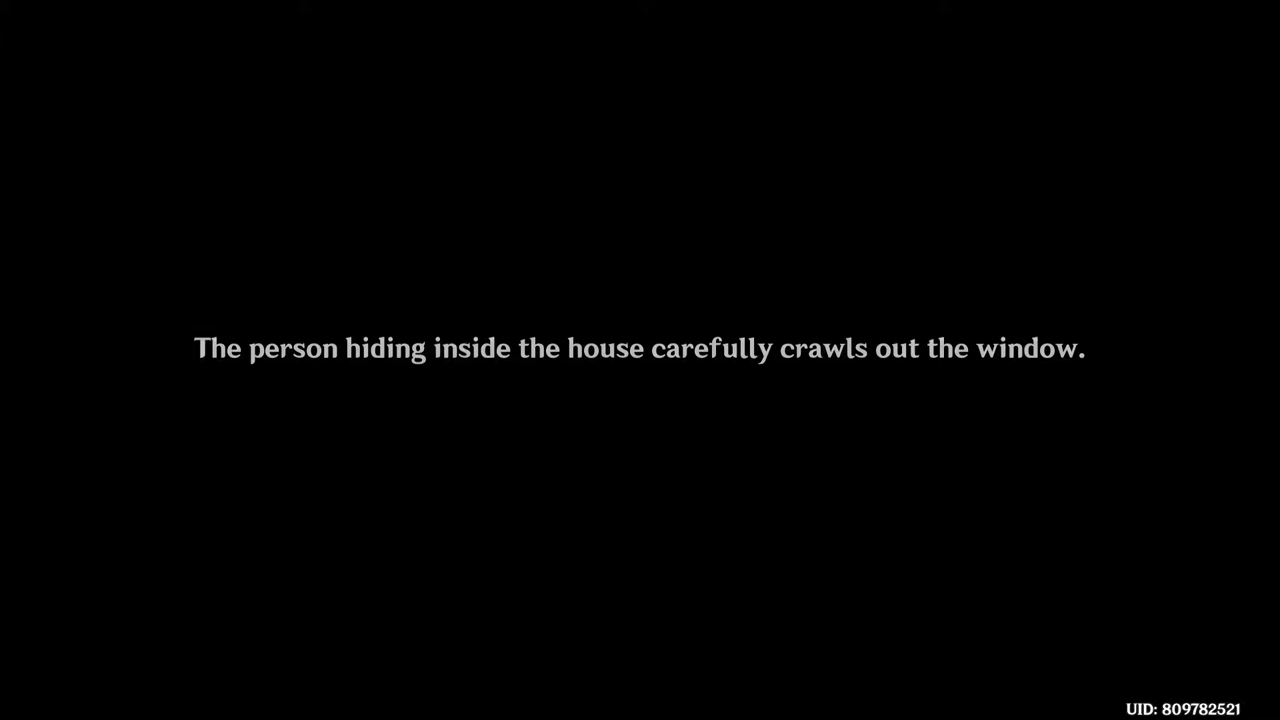 The person hiding inside the house carefully crawls out the window.
UID: 809782521